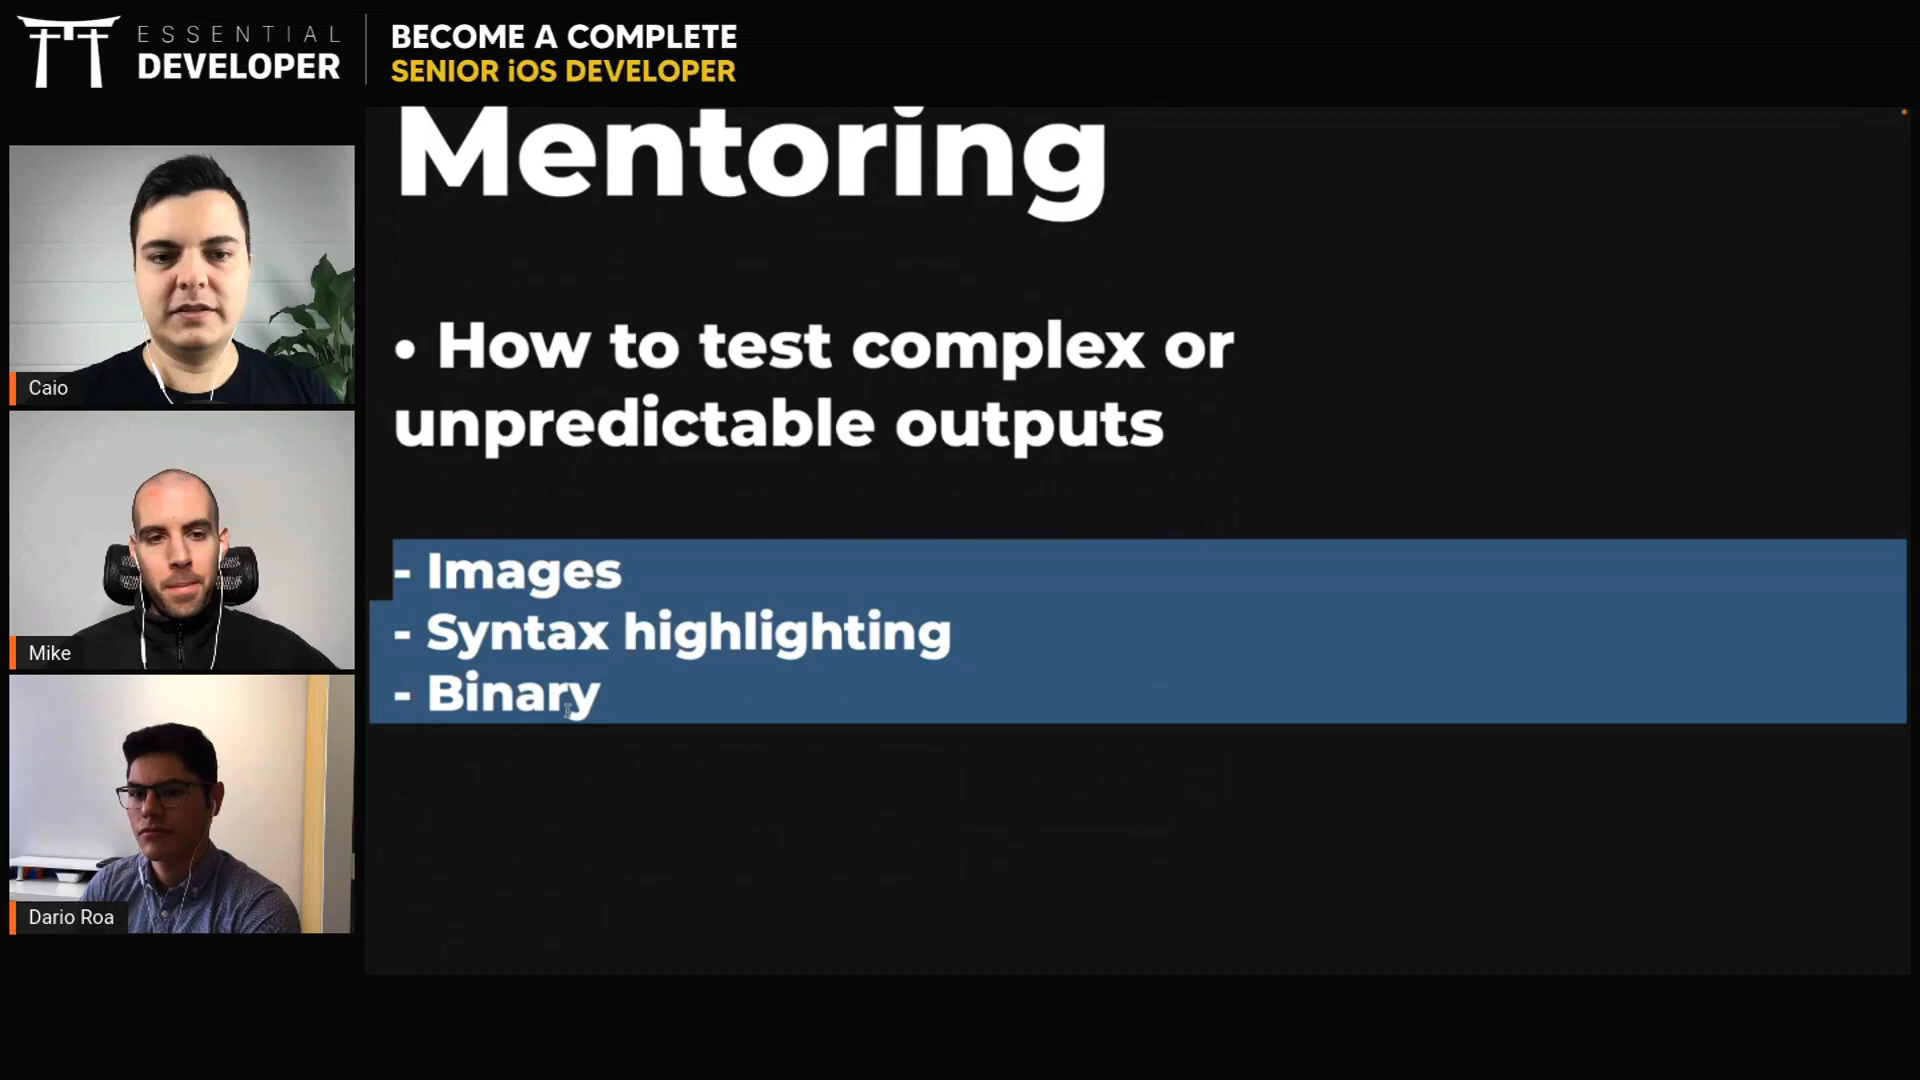 ESSENTIAL
DEVELOPER
BECOME A COMPLETE
SENIOR iOS DEVELOPER
Mentoring
• How to test complex or
unpredictable outputs
- Images
- Syntax highlighting
- Binary
Caio
Mike
Dario Roa